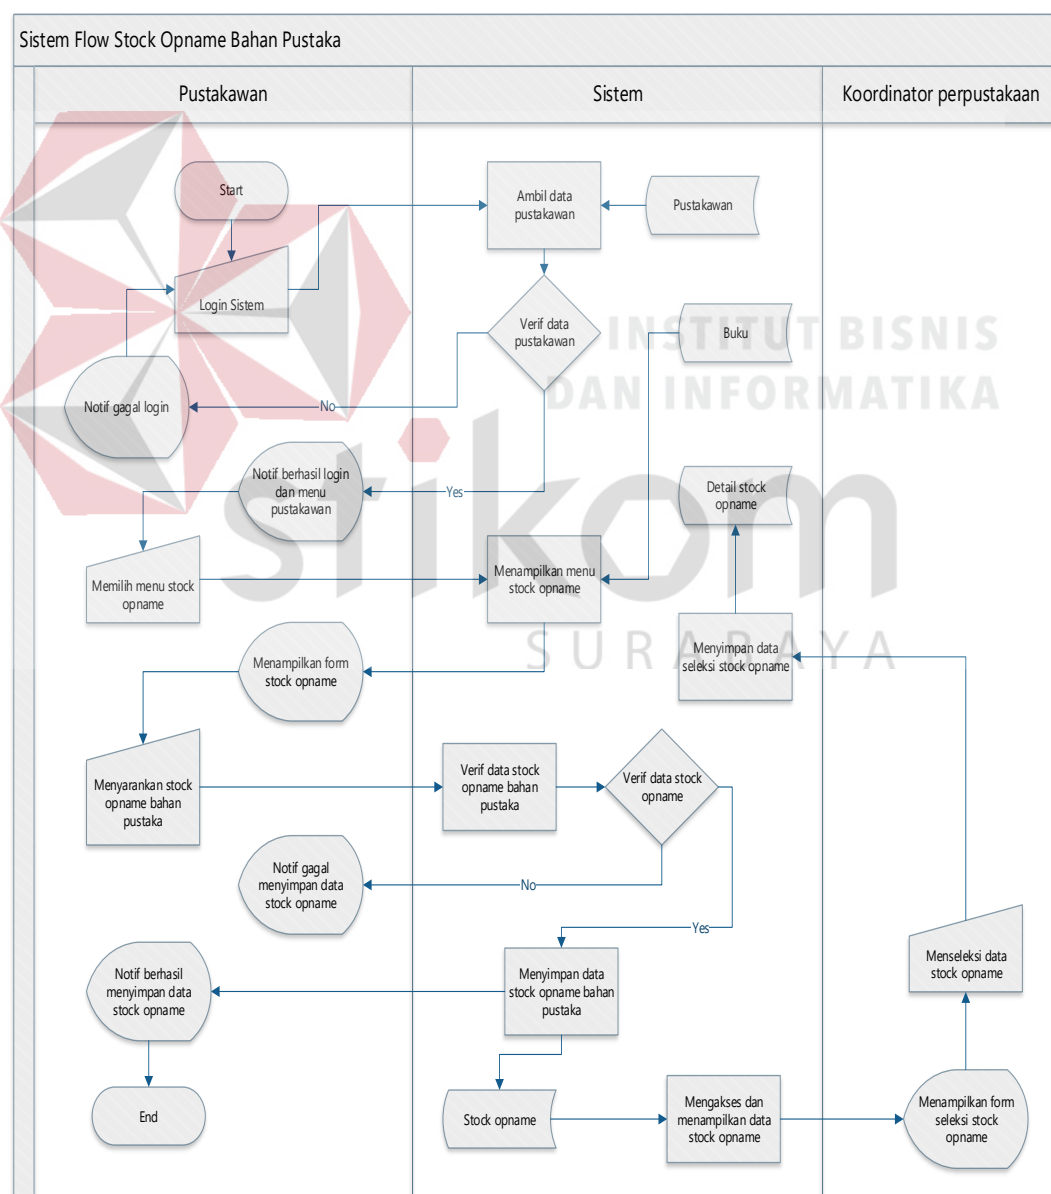 Sistem Flow Stock Opname Bahan Pustaka
Pustakawan
Sistem
Koordinator perpustakaan
Start
Ambil data
pustakawan
Pustakawan
Login Sistem
Verif data
pustakawan
Buku
INSTITUT BISNIS
DAN INFORMATIKA
Notif gagal login
No
Notif berhasil login
dan menu
pustakawan
Yes
Detail stock
opname
stikom
SURABAYA
Memilih menu stock
opname
Menampilkan menu
stock opname
Menampilkan form
stock opname
Menyimpan data
seleksi stock opname
Menyarankan stock
opname bahan
pustaka
Verif data stock
opname bahan
pustaka
Verif data stock
opname
Notif gagal
menyimpan data
stock opname
No
Yes
Notif berhasil
menyimpan data
stock opname
Menyimpan data
stock opname bahan
pustaka
Menseleksi data
stock opname
End
Stock opname
Mengakses dan
menampilkan data
stock opname
Menampilkan form
seleksi stock
opname